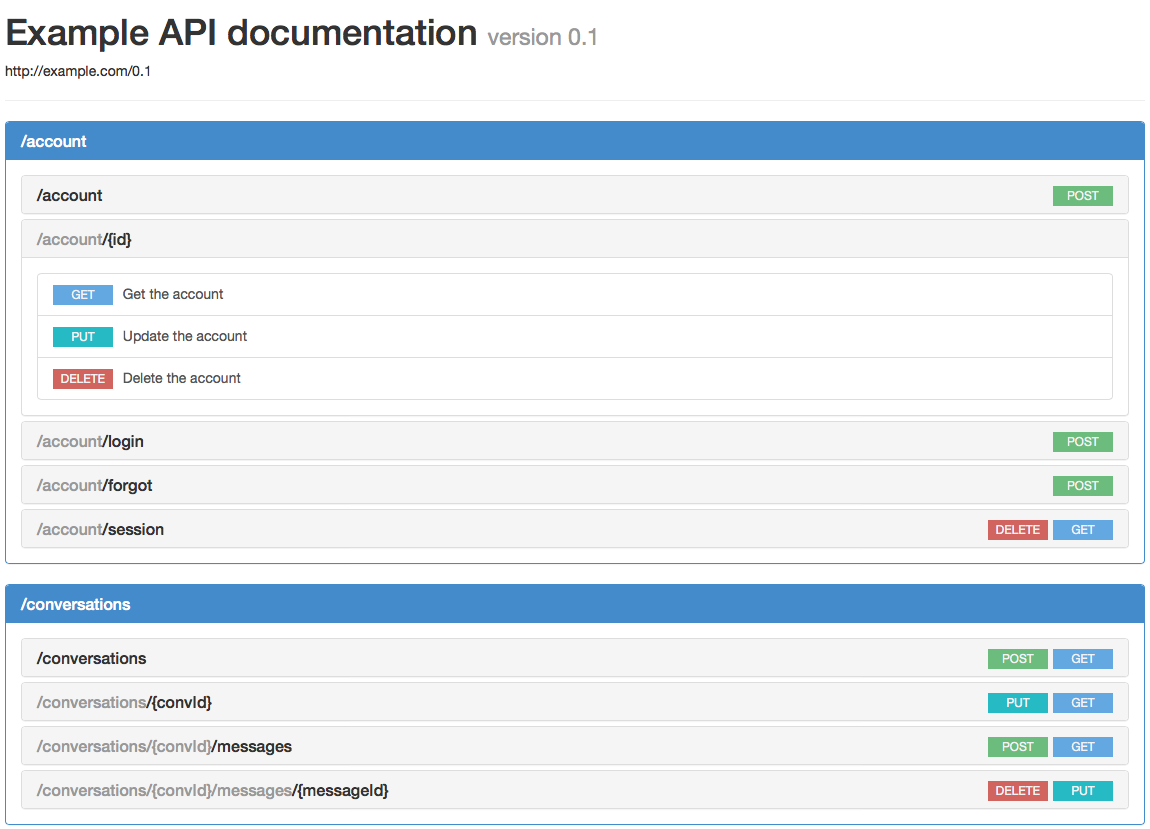 Example API documentation version 0.1
http://example.com/0.1
/account
/account POST
/account/{id}
GET Get the account
PUT Update the account
DELETE Delete the account
/account/login POST
/account/forgot POST
/account/session DELETE GET
/conversations
/conversations POST GET
/conversations/{convId} PUT GET
/conversations/{convId}/messages POST GET
/conversations/{convId}/messages/{messageId} DELETE PUT